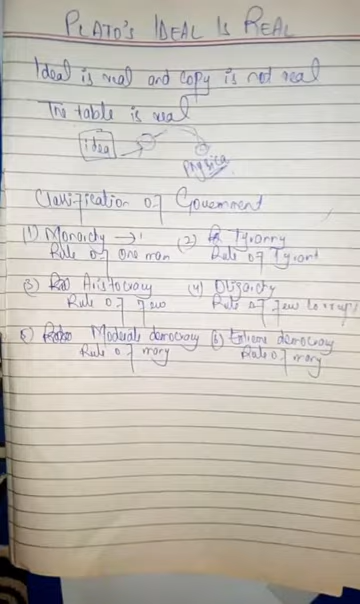 PLATO'S IDEAL IS REAL
Ideal is real and copy is not real
The table is real
idea
Physical
Classification of Government
(1) Monarchy → (2) Tyranny
Rule of One man Rule of Tyrant
(3) Aristocracy (4) Oligarchy
Rule of few Rule of few corrupt
(5) Moderate democracy (6) Extreme democracy
Rule of many Rule of many